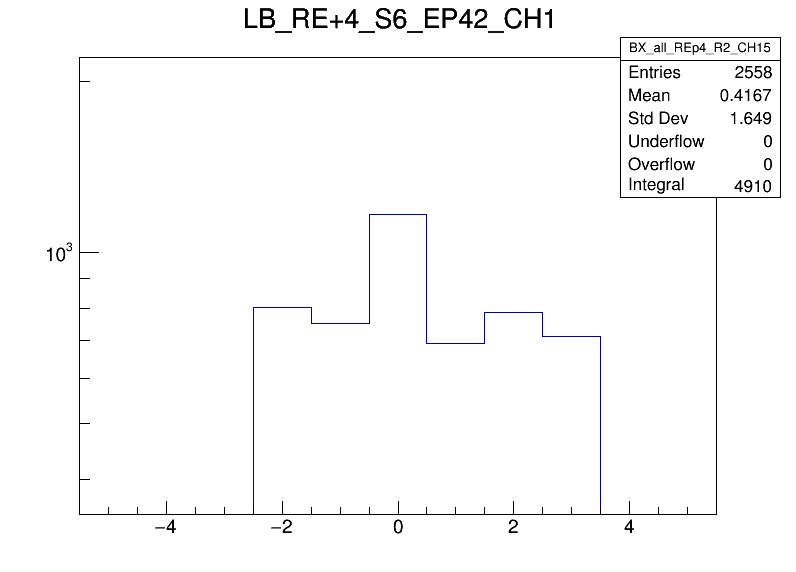 LB_RE+4_S6_EP42_CH1
BX_all_REp4_R2_CH15
Entries 2558
Mean 0.4167
Std Dev 1.649
Underflow 0
Overflow 0
Integral 4910
10³
−4 −2 0 2 4